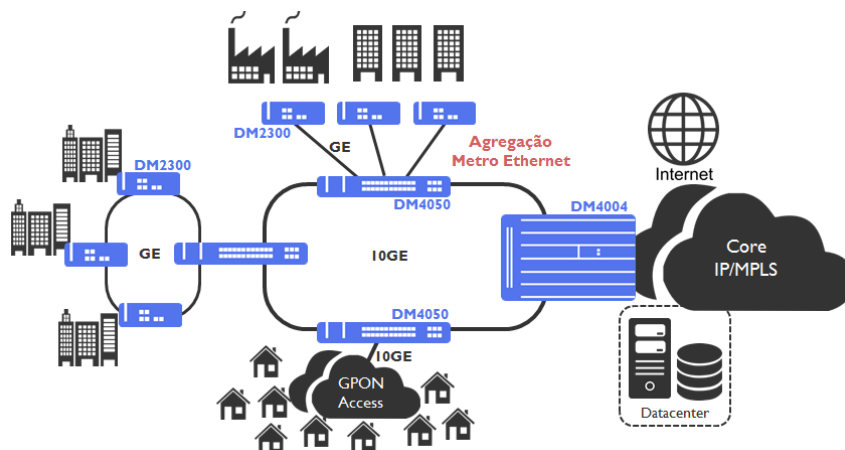 DM2300
GE
Agregação
Metro Ethernet
Internet
DM2300
DM4050
DM4004
GE
10GE
Core
IP/MPLS
DM4050
10GE
GPON
Access
Datacenter